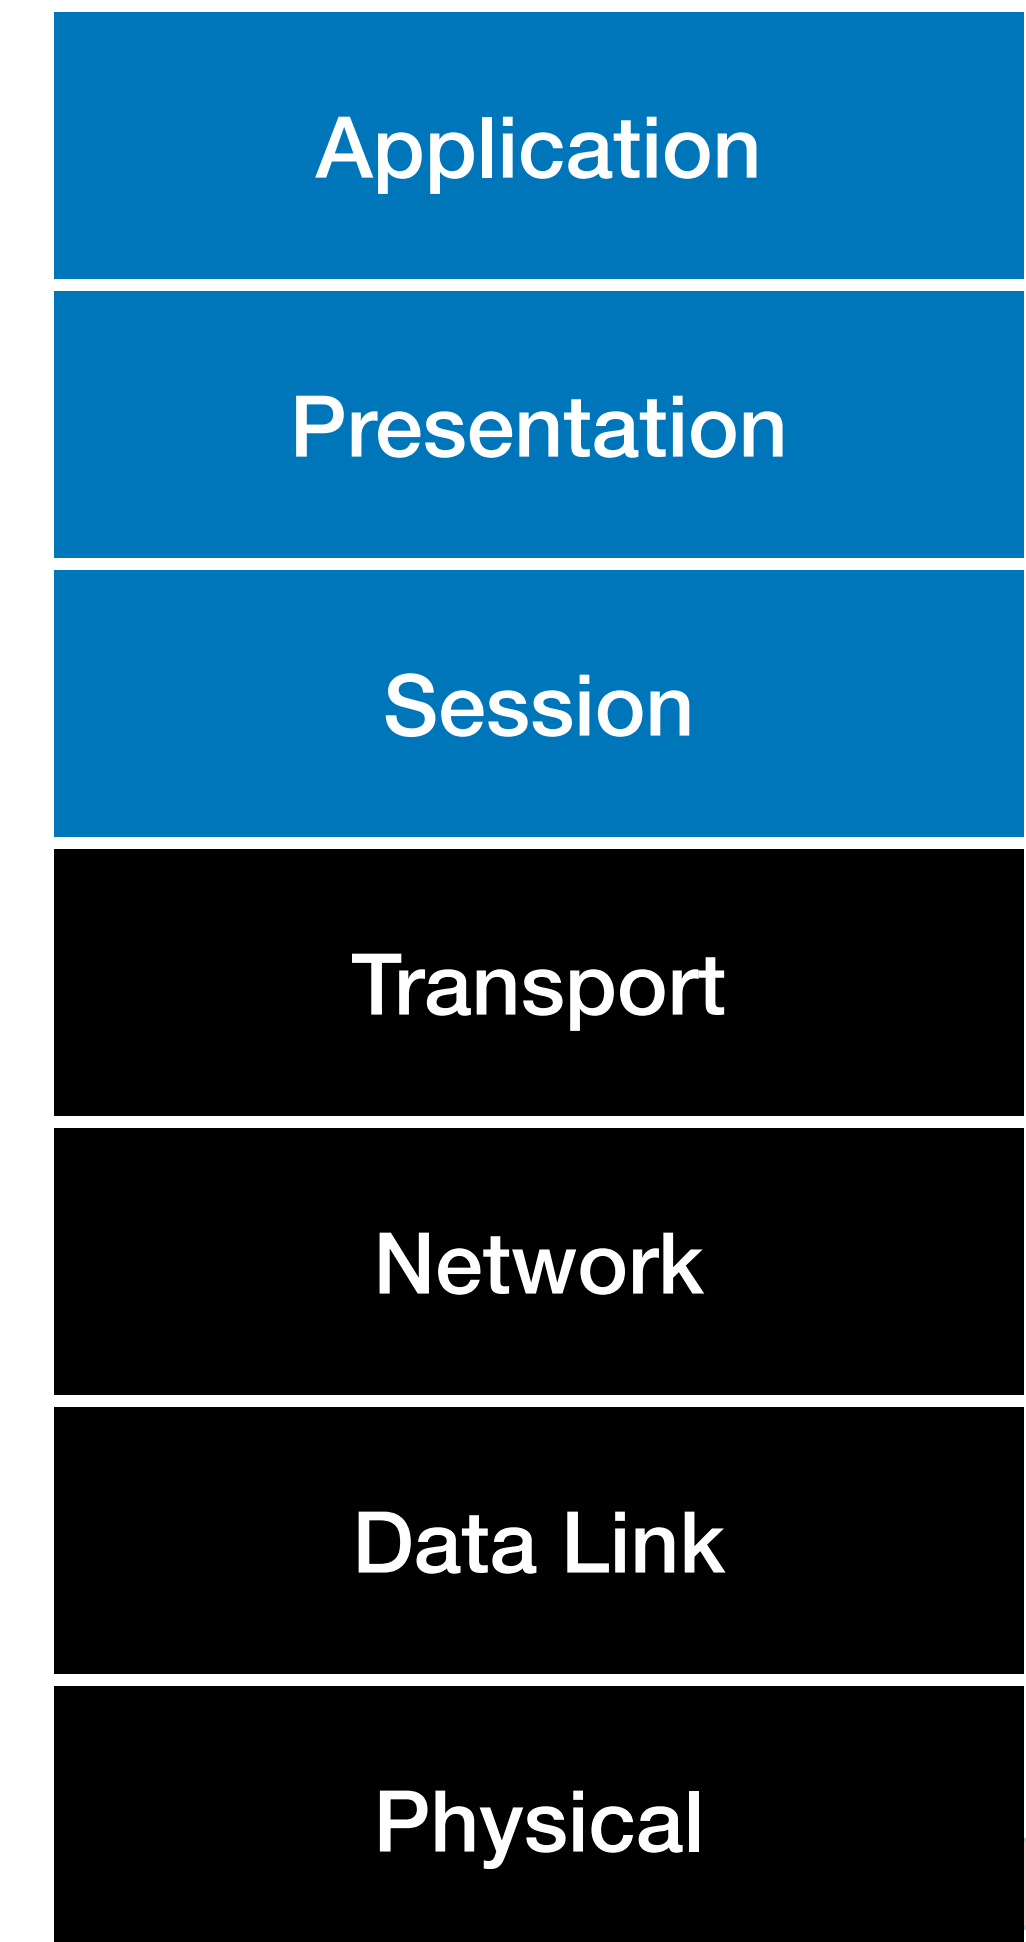 Application
Presentation
Session
Transport
Network
Data Link
Physical